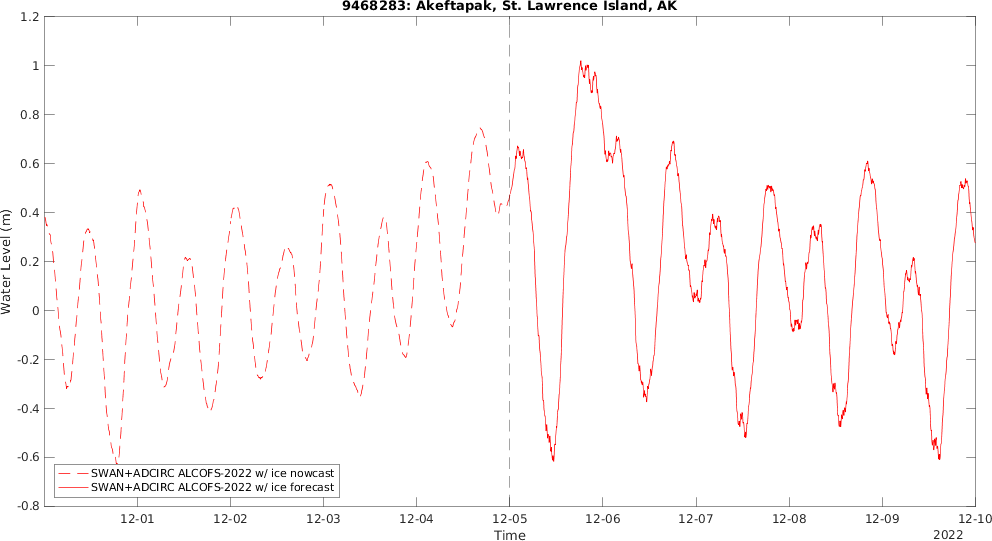 9468283: Akeftapak, St. Lawrence Island, AK
1.2
1
0.8
0.6
0.4
0.2
0
-0.2
-0.4
-0.6
-0.8
Water Level (m)
SWAN+ADCIRC ALCOFS-2022 w/ ice nowcast
SWAN+ADCIRC ALCOFS-2022 w/ ice forecast
12-01 12-02 12-03 12-04 12-05 12-06 12-07 12-08 12-09 12-10
Time
2022